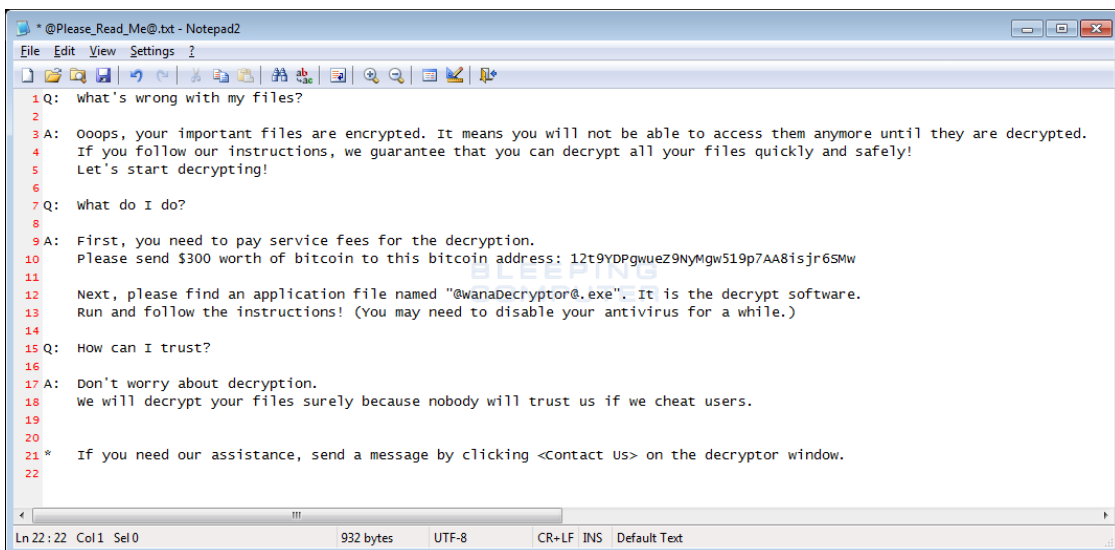 * @Please_Read_Me@.txt - Notepad2
File Edit View Settings ?
1 Q: What's wrong with my files?
2
3 A: Ooops, your important files are encrypted. It means you will not be able to access them anymore until they are decrypted.
4 If you follow our instructions, we guarantee that you can decrypt all your files quickly and safely!
5 Let's start decrypting!
6
7 Q: What do I do?
8
9 A: First, you need to pay service fees for the decryption.
10 Please send $300 worth of bitcoin to this bitcoin address: 12t9YDPgwueZ9NyMgw519p7AA8isjr6SMw
BLEEPING
11
COMPUTER
12 Next, please find an application file named "@WanaDecryptor@.exe". It is the decrypt software.
13 Run and follow the instructions! (You may need to disable your antivirus for a while.)
14
15 Q: How can I trust?
16
17 A: Don't worry about decryption.
18 We will decrypt your files surely because nobody will trust us if we cheat users.
19
20
21 * If you need our assistance, send a message by clicking <Contact Us> on the decryptor window.
22
Ln 22 : 22 Col 1 Sel 0 932 bytes UTF-8 CR+LF INS Default Text